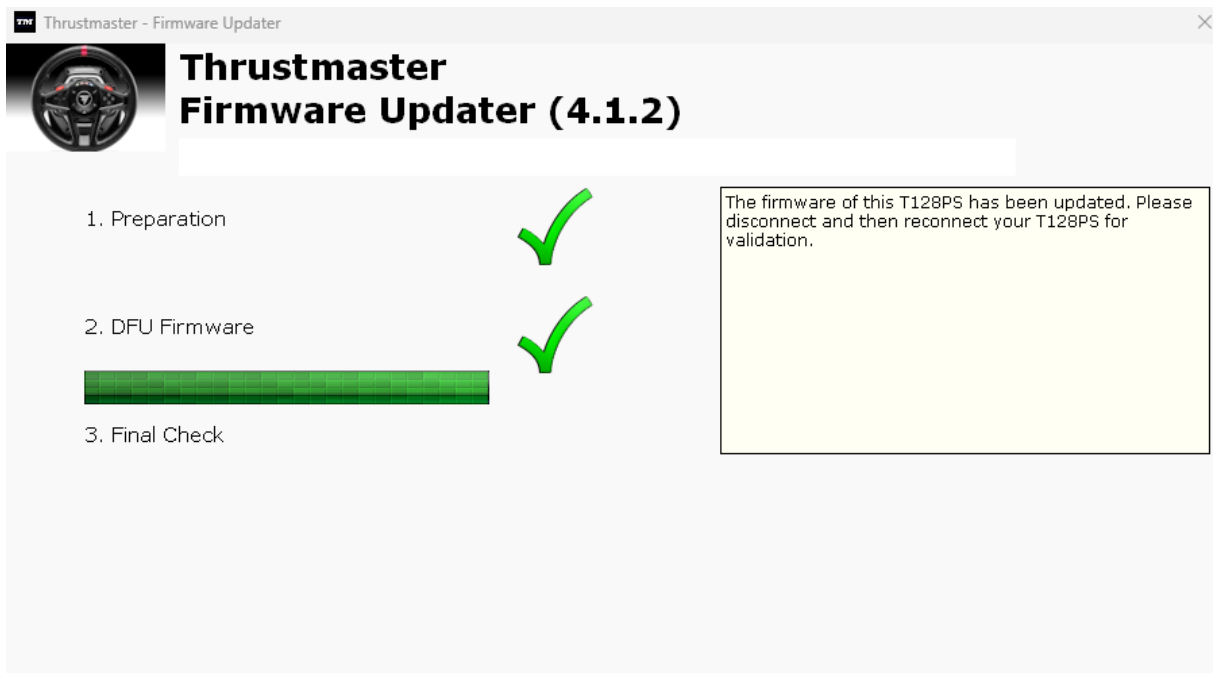 TM Thrustmaster - Firmware Updater
Thrustmaster
Firmware Updater (4.1.2)
1. Preparation
The firmware of this T128PS has been updated. Please
disconnect and then reconnect your T128PS for
validation.
2. DFU Firmware
3. Final Check